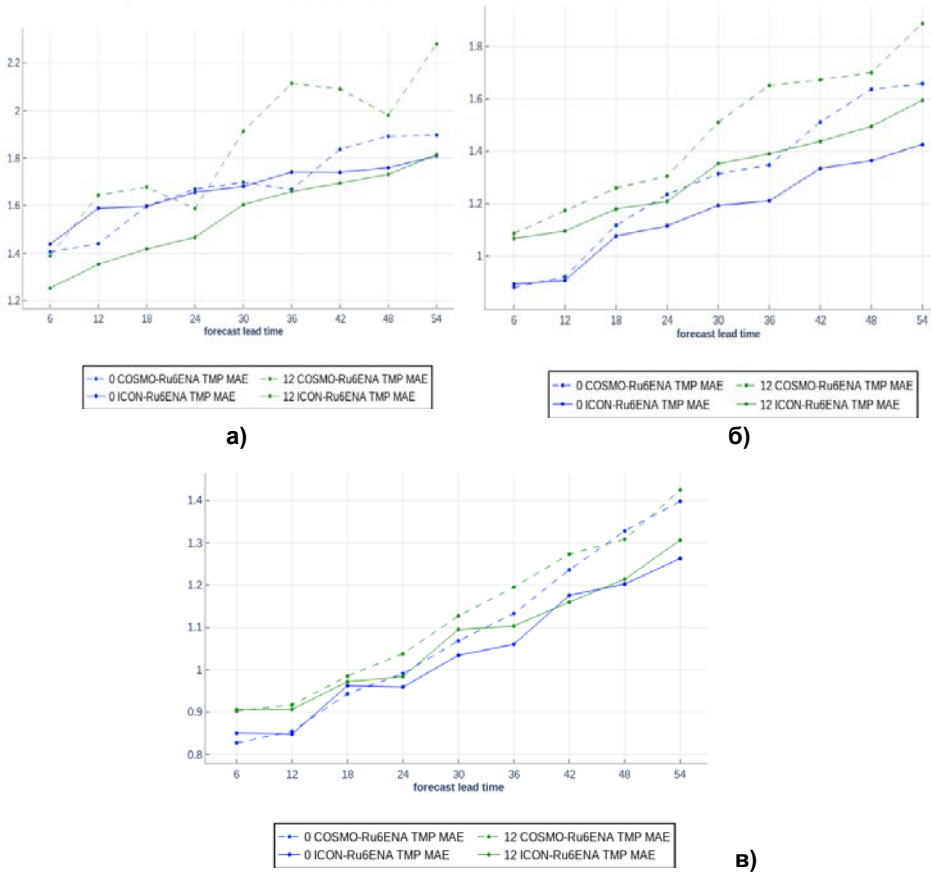 2.2
2
1.8
1.6
1.4
1.2
6 12 18 24 30 36 42 48 54
forecast lead time
0 COSMO-Ru6ENA TMP MAE 12 COSMO-Ru6ENA TMP MAE
0 ICON-Ru6ENA TMP MAE 12 ICON-Ru6ENA TMP MAE
а)
1.8
1.6
1.4
1.2
1
6 12 18 24 30 36 42 48 54
forecast lead time
0 COSMO-Ru6ENA TMP MAE 12 COSMO-Ru6ENA TMP MAE
0 ICON-Ru6ENA TMP MAE 12 ICON-Ru6ENA TMP MAE
б)
1.4
1.3
1.2
1.1
1
0.9
0.8
6 12 18 24 30 36 42 48 54
forecast lead time
0 COSMO-Ru6ENA TMP MAE 12 COSMO-Ru6ENA TMP MAE
0 ICON-Ru6ENA TMP MAE 12 ICON-Ru6ENA TMP MAE
в)